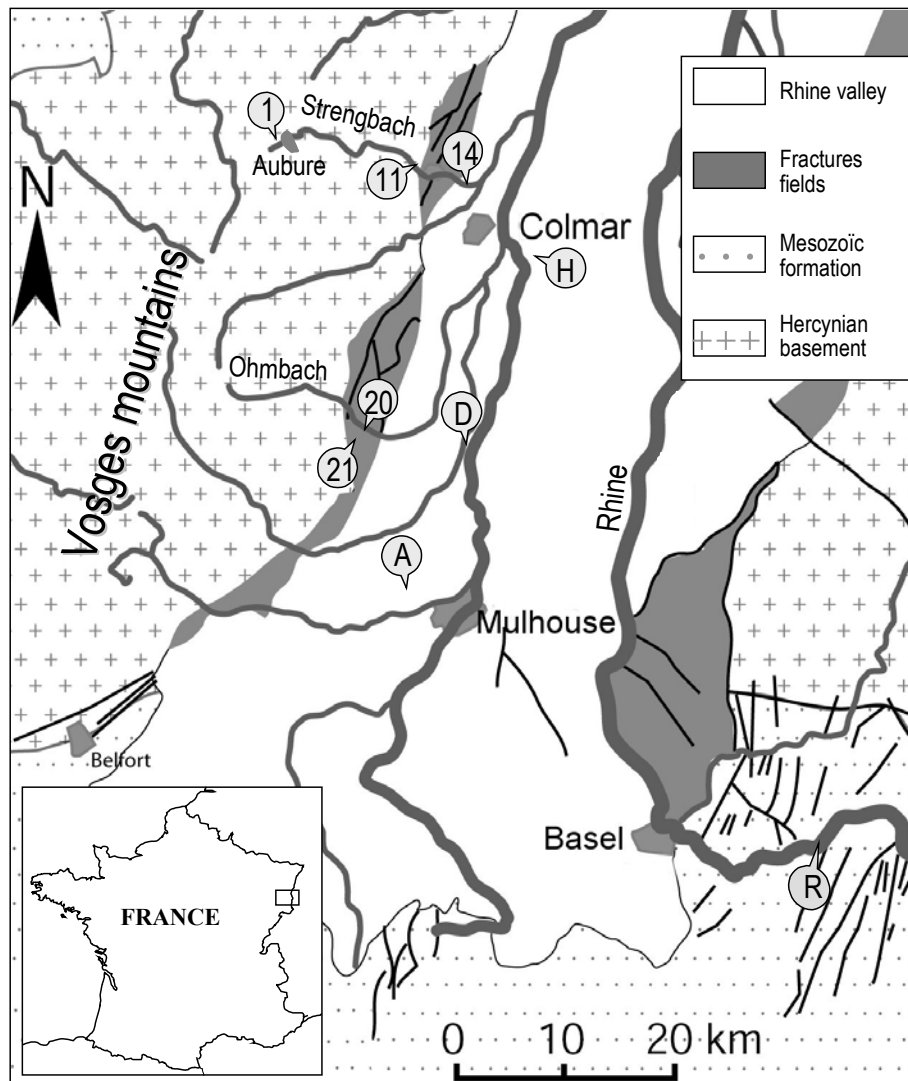 Rhine valley
Fractures
fields
Mesozoïc
formation
Hercynian
basement
1
Strengbach
Aubure
14
11
N
Colmar
H
Vosges mountains
Ohmbach
20
D
21
Rhine
A
Mulhouse
Belfort
Basel
R
FRANCE
0 10 20 km